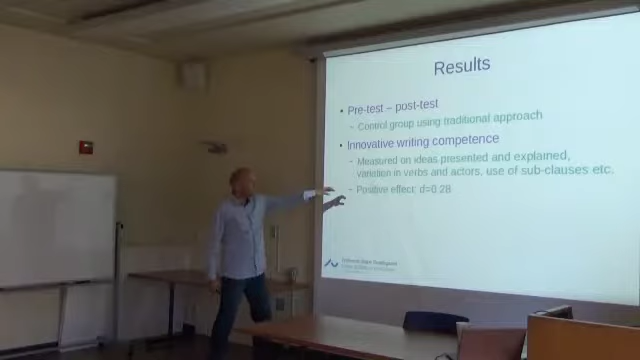 Results
• Pre-test – post-test
– Control group using traditional approach
• Innovative writing competence
– Measured on ideas presented and explained,
variation in verbs and actors, use of sub-clauses etc.
– Positive effect: d=0.28